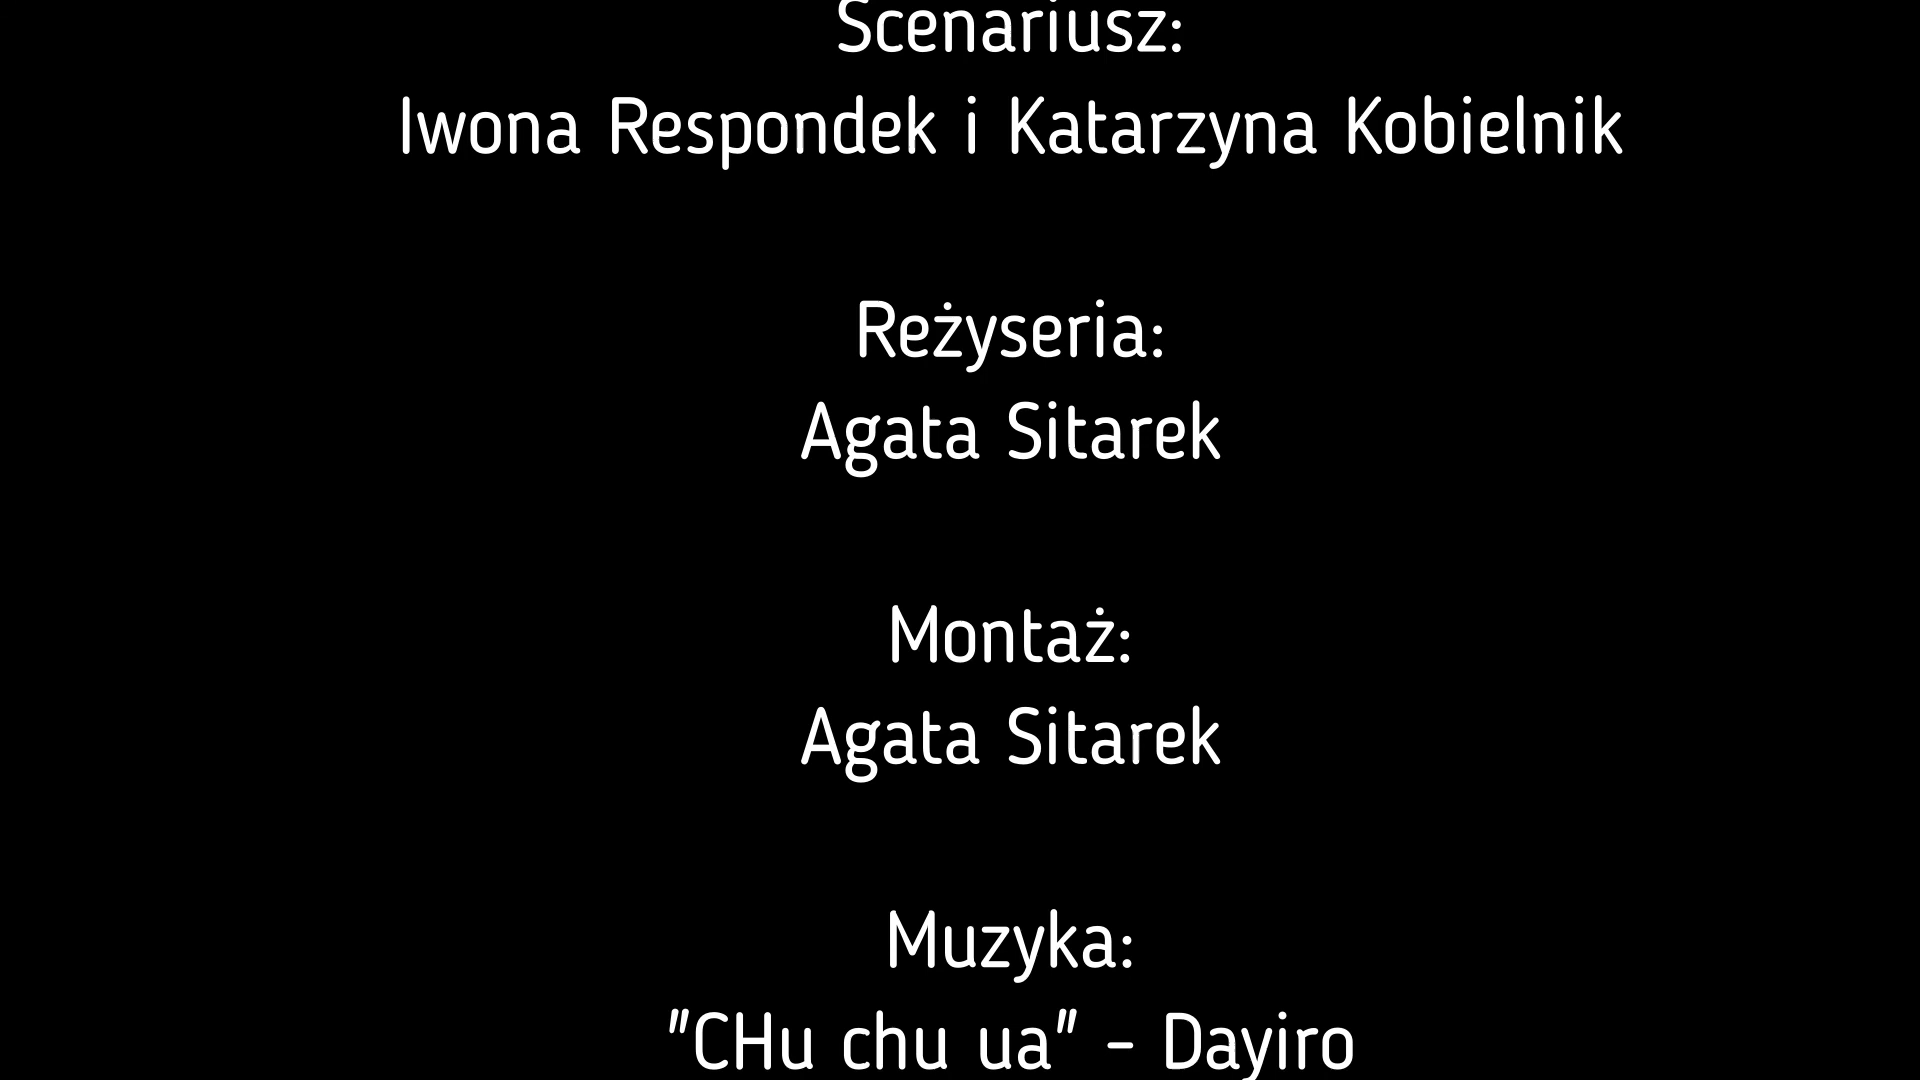 Scenariusz:
Iwona Respondek i Katarzyna Kobielnik
Reżyseria:
Agata Sitarek
Montaż:
Agata Sitarek
Muzyka:
"CHu chu ua" - Dayiro